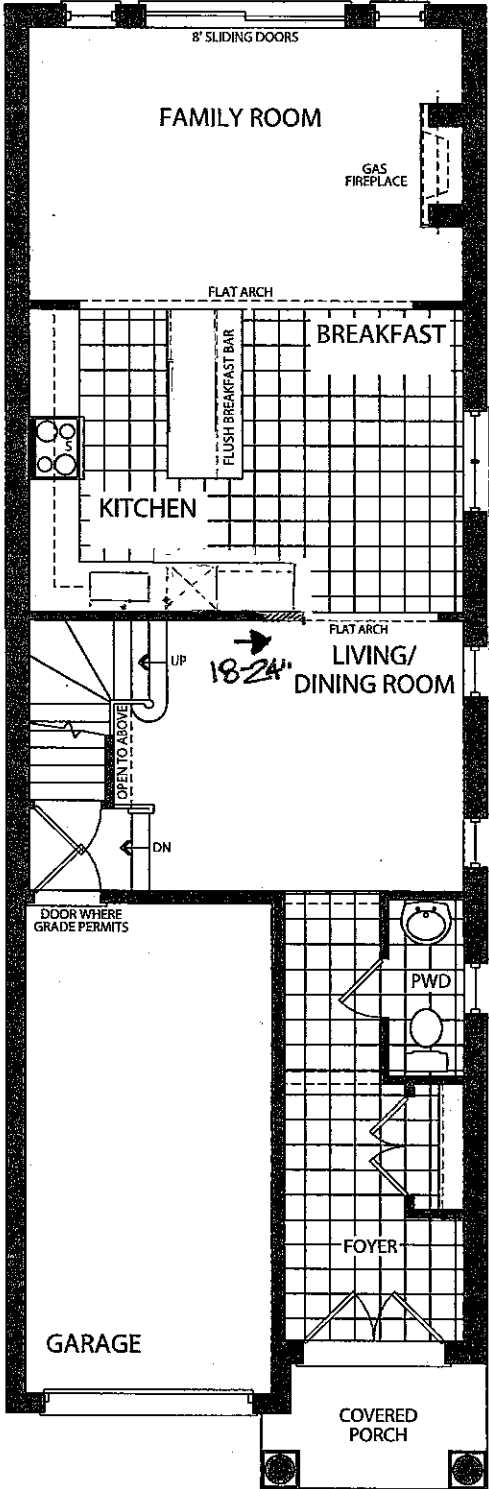 8' SLIDING DOORS
FAMILY ROOM
GAS
FIREPLACE
FLAT ARCH
BREAKFAST
FLUSH BREAKFAST BAR
KITCHEN
FLAT ARCH
UP
18-24"
LIVING/
DINING ROOM
OPEN TO ABOVE
DN
DOOR WHERE
GRADE PERMITS
PWD
FOYER
GARAGE
COVERED
PORCH